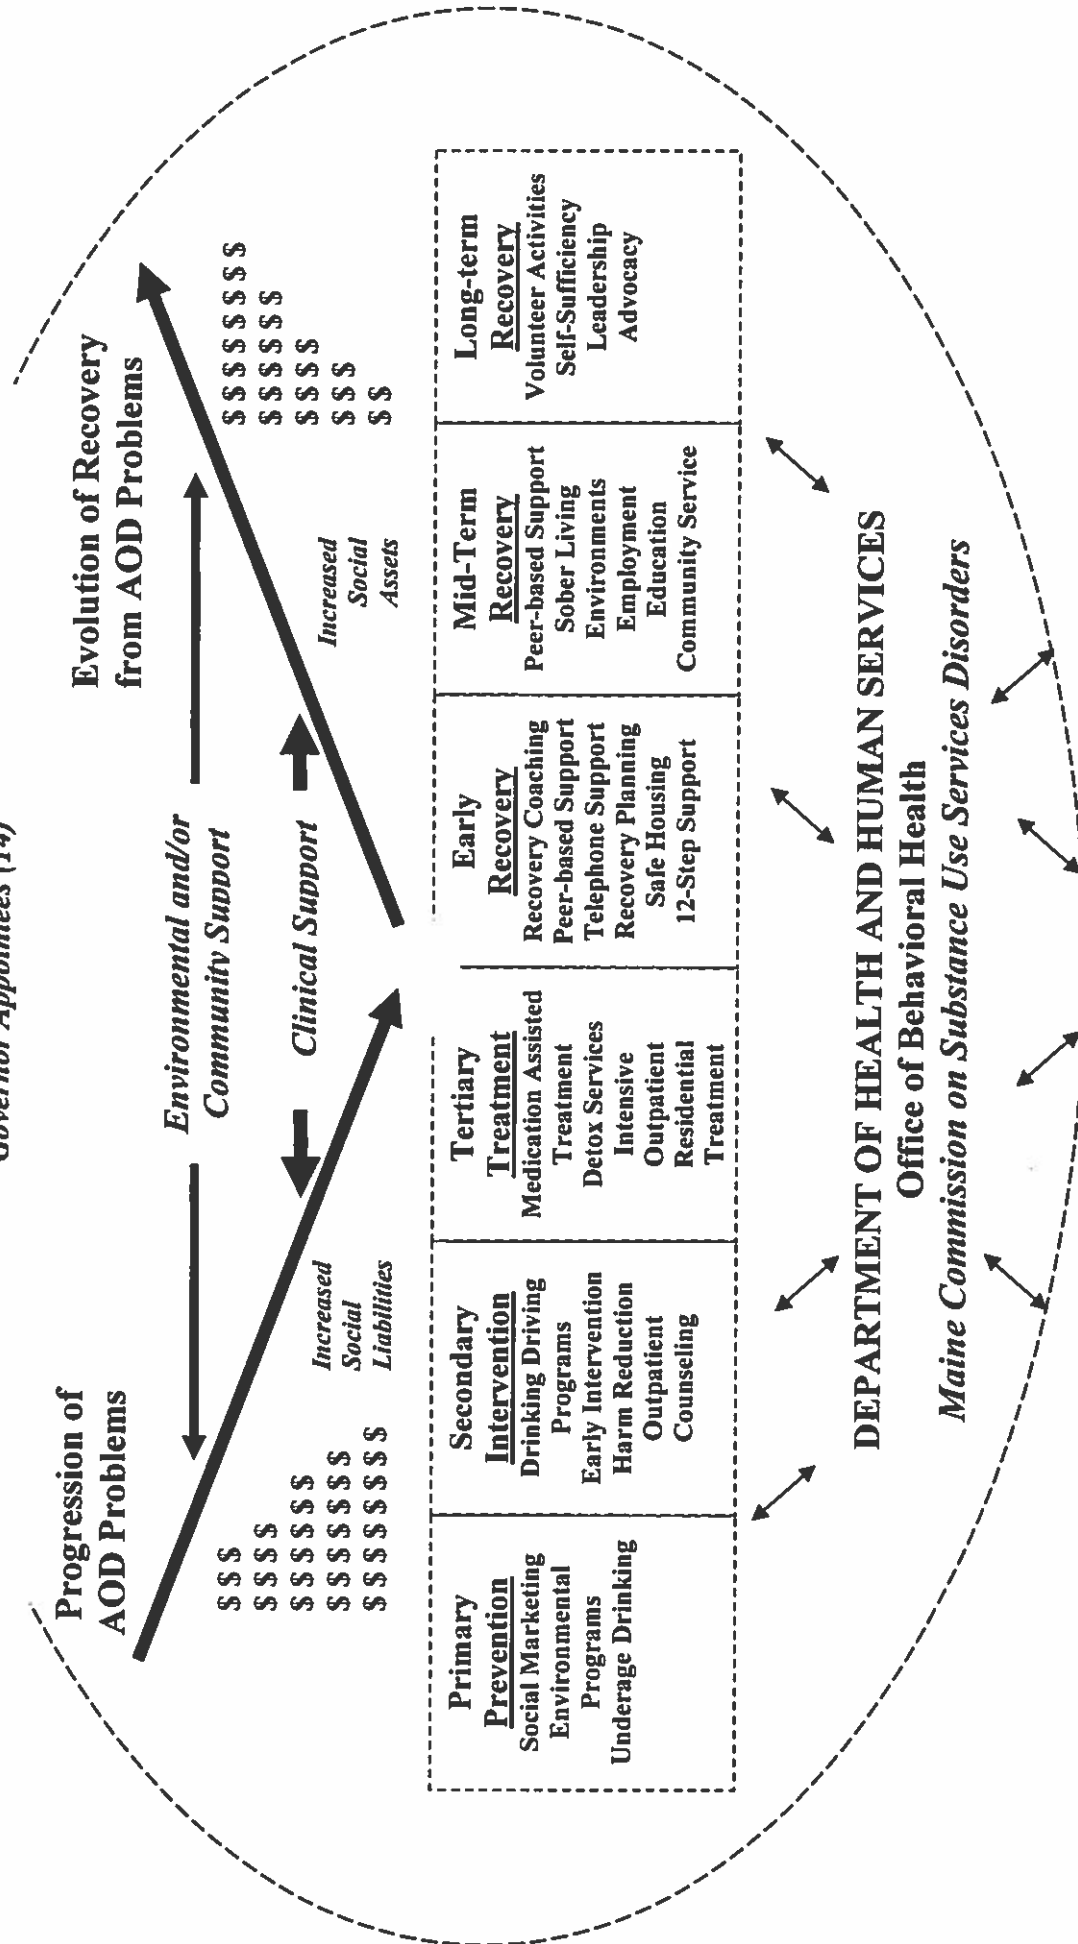 Governor Appointees (14)
Progression of
AOD Problems
Evolution of Recovery
from AOD Problems
Environmental and/or
Community Support
Clinical Support
$ $ $
$ $ $ $
$ $ $ $ $ $
$ $ $ $ $ $ $
$ $ $ $ $ $ $ $
Increased
Social
Liabilities
Increased
Social
Assets
$ $ $ $ $ $ $ $
$ $ $ $ $ $
$ $ $ $
$ $ $
$ $
Primary
Prevention
Social Marketing
Environmental
Programs
Underage Drinking
Secondary
Intervention
Drinking Driving
Programs
Early Intervention
Harm Reduction
Outpatient
Counseling
Tertiary
Treatment
Medication Assisted
Treatment
Detox Services
Intensive
Outpatient
Residential
Treatment
Early
Recovery
Recovery Coaching
Peer-based Support
Telephone Support
Recovery Planning
Safe Housing
12-Step Support
Mid-Term
Recovery
Peer-based Support
Sober Living
Environments
Employment
Education
Community Service
Long-term
Recovery
Volunteer Activities
Self-Sufficiency
Leadership
Advocacy
DEPARTMENT OF HEALTH AND HUMAN SERVICES
Office of Behavioral Health
Maine Commission on Substance Use Services Disorders